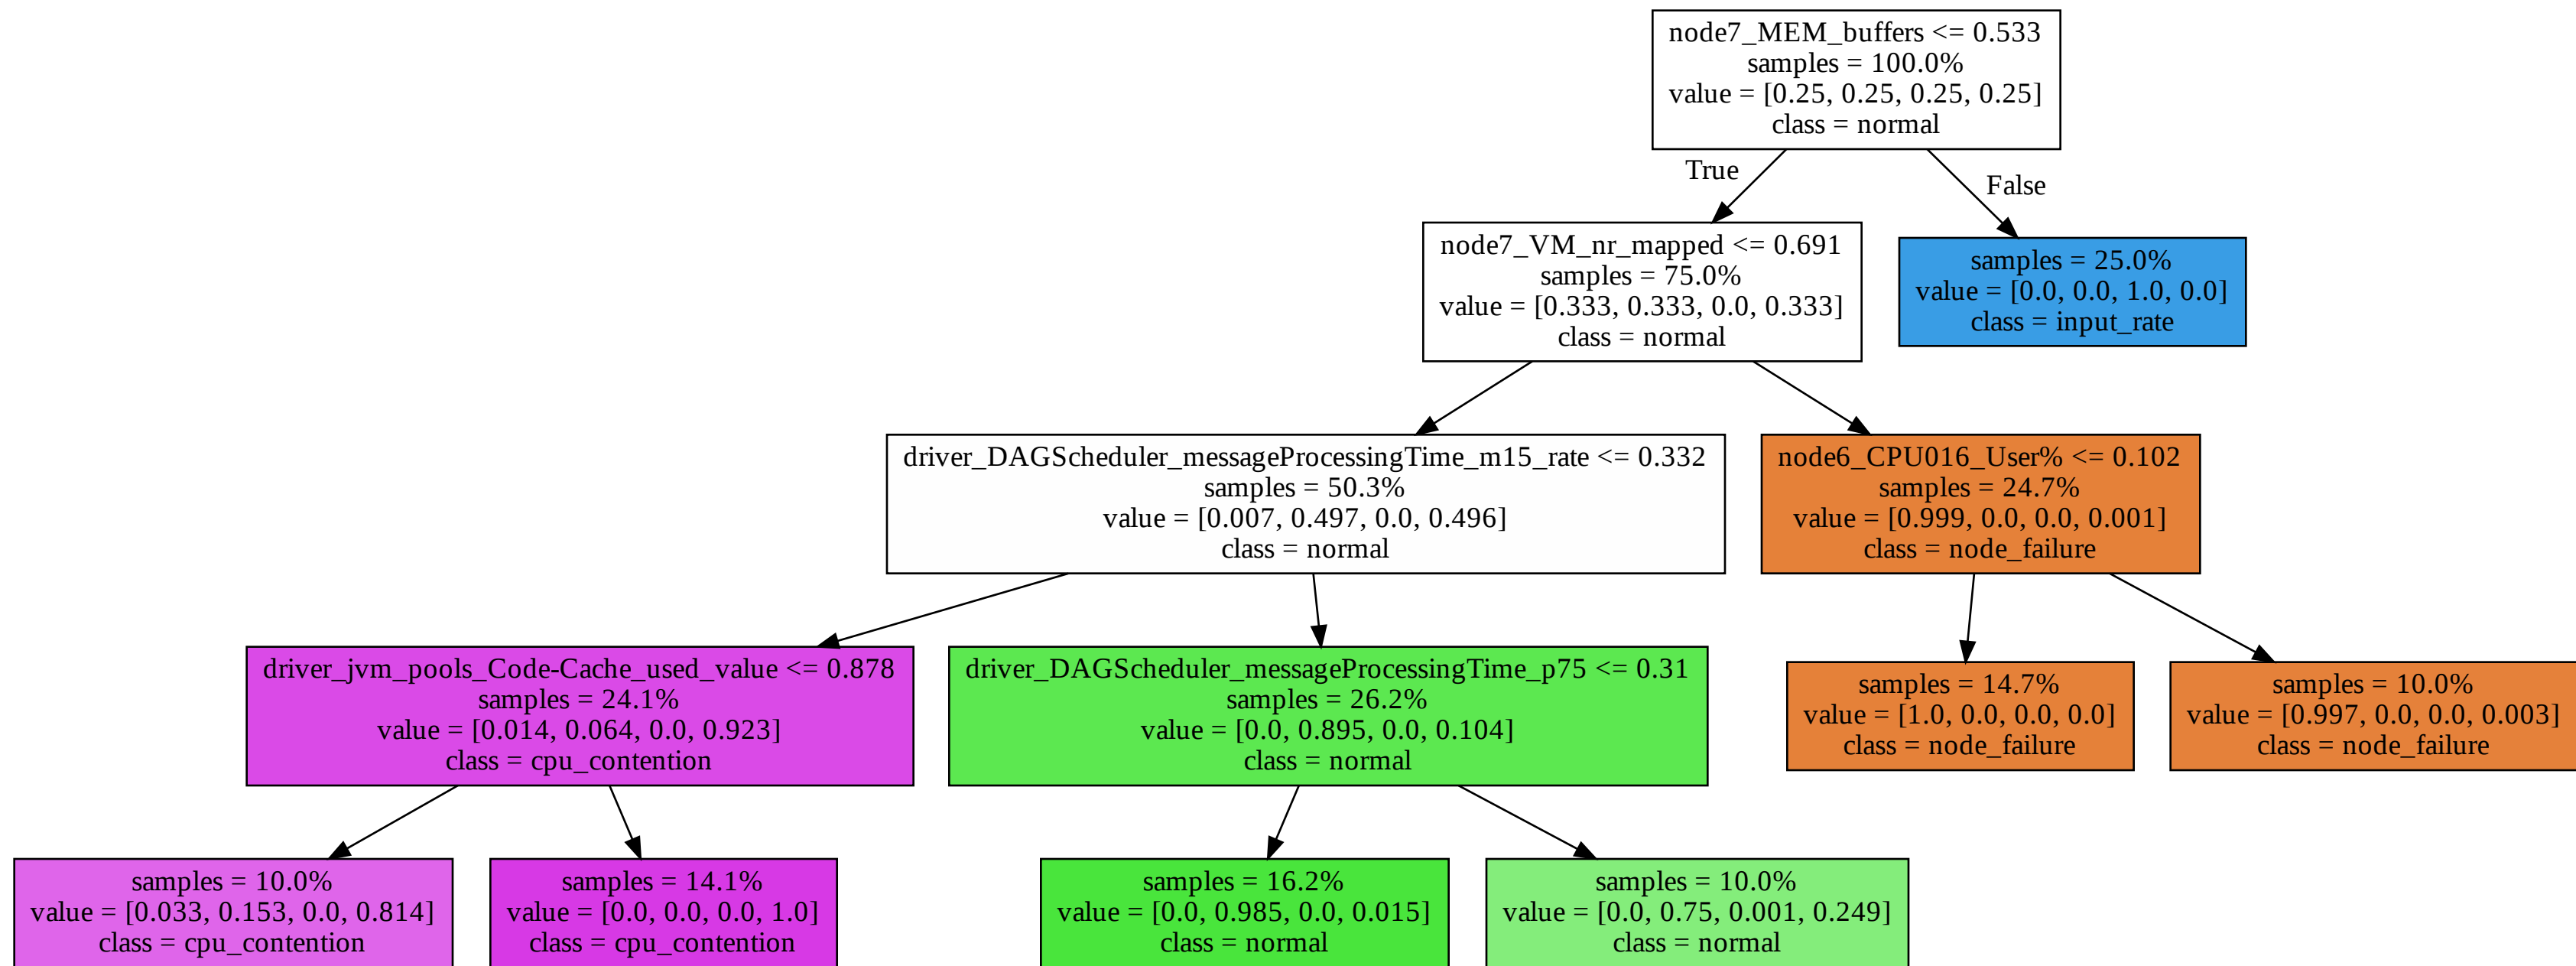 node7_MEM_buffers <= 0.533
samples = 100.0%
value = [0.25, 0.25, 0.25, 0.25]
class = normal
True
False
node7_VM_nr_mapped <= 0.691
samples = 75.0%
value = [0.333, 0.333, 0.0, 0.333]
class = normal
samples = 25.0%
value = [0.0, 0.0, 1.0, 0.0]
class = input_rate
driver_DAGScheduler_messageProcessingTime_m15_rate <= 0.332
samples = 50.3%
value = [0.007, 0.497, 0.0, 0.496]
class = normal
node6_CPU016_User% <= 0.102
samples = 24.7%
value = [0.999, 0.0, 0.0, 0.001]
class = node_failure
driver_jvm_pools_Code-Cache_used_value <= 0.878
samples = 24.1%
value = [0.014, 0.064, 0.0, 0.923]
class = cpu_contention
driver_DAGScheduler_messageProcessingTime_p75 <= 0.31
samples = 26.2%
value = [0.0, 0.895, 0.0, 0.104]
class = normal
samples = 14.7%
value = [1.0, 0.0, 0.0, 0.0]
class = node_failure
samples = 10.0%
value = [0.997, 0.0, 0.0, 0.003]
class = node_failure
samples = 10.0%
value = [0.033, 0.153, 0.0, 0.814]
class = cpu_contention
samples = 14.1%
value = [0.0, 0.0, 0.0, 1.0]
class = cpu_contention
samples = 16.2%
value = [0.0, 0.985, 0.0, 0.015]
class = normal
samples = 10.0%
value = [0.0, 0.75, 0.001, 0.249]
class = normal